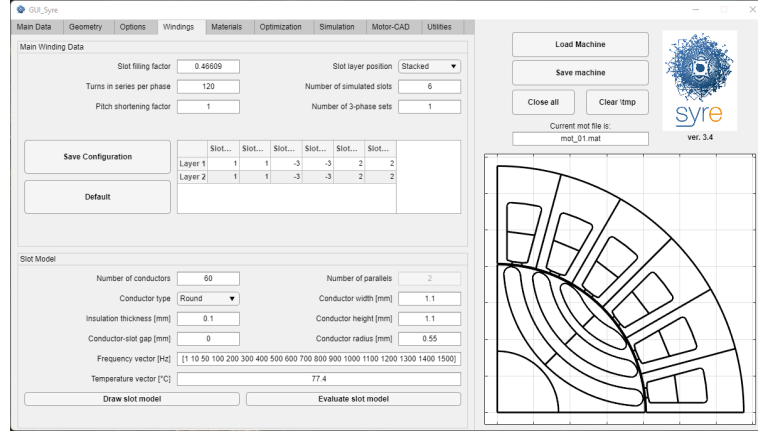 GUI_Syre
Main Data Geometry Options Windings Materials Optimization Simulation Motor-CAD Utilities
Main Winding Data
Slot filling factor 0.46609 Slot layer position Stacked
Turns in series per phase 120 Number of simulated slots 6
Pitch shortening factor 1 Number of 3-phase sets 1
Save Configuration
Default
Slot... Slot... Slot... Slot... Slot... Slot...
Layer 1 1 1 -3 -3 2 2
Layer 2 1 1 -3 -3 2 2
Slot Model
Number of conductors 60 Number of parallels 2
Conductor type Round Conductor width [mm] 1.1
Insulation thickness [mm] 0.1 Conductor height [mm] 1.1
Conductor-slot gap [mm] 0 Conductor radius [mm] 0.55
Frequency vector [Hz] [1 10 50 100 200 300 400 500 600 700 800 900 1000 1100 1200 1300 1400 1500]
Temperature vector [°C] 77.4
Draw slot model Evaluate slot model
Load Machine
Save machine
Close all Clear \tmp
Current mot file is:
mot_01.mat
syre
ver. 3.4